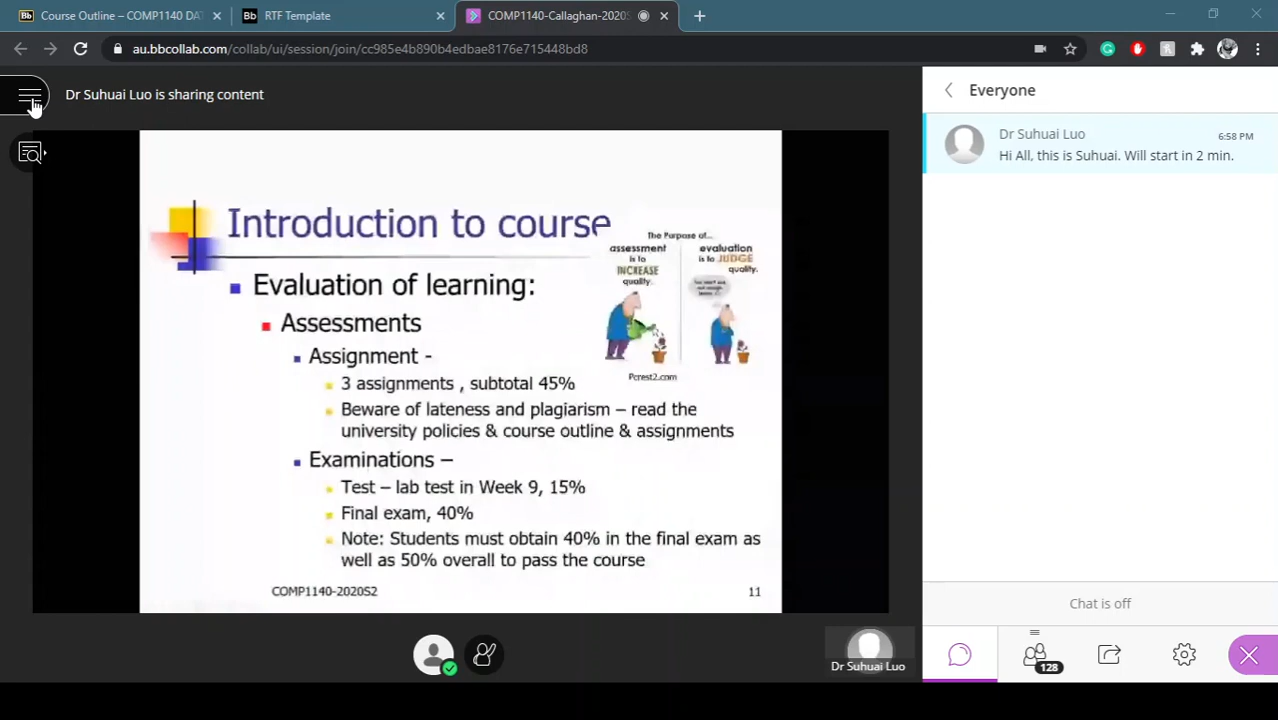 Course Outline – COMP1140 DAT
RTF Template
COMP1140-Callaghan-2020S
au.bbcollab.com/collab/ui/session/join/cc985e4b890b4edbae8176e715448bd8
Dr Suhuai Luo is sharing content
Introduction to course
The Purpose of...
assessment
is to
INCREASE
quality.
evaluation
is to JUDGE
quality.
Pcrest2.com
Evaluation of learning:
Assessments
Assignment -
3 assignments , subtotal 45%
Beware of lateness and plagiarism – read the
university policies & course outline & assignments
Examinations –
Test – lab test in Week 9, 15%
Final exam, 40%
Note: Students must obtain 40% in the final exam as
well as 50% overall to pass the course
COMP1140-2020S2
11
Dr Suhuai Luo
Everyone
Dr Suhuai Luo
6:58 PM
Hi All, this is Suhuai. Will start in 2 min.
Chat is off
128